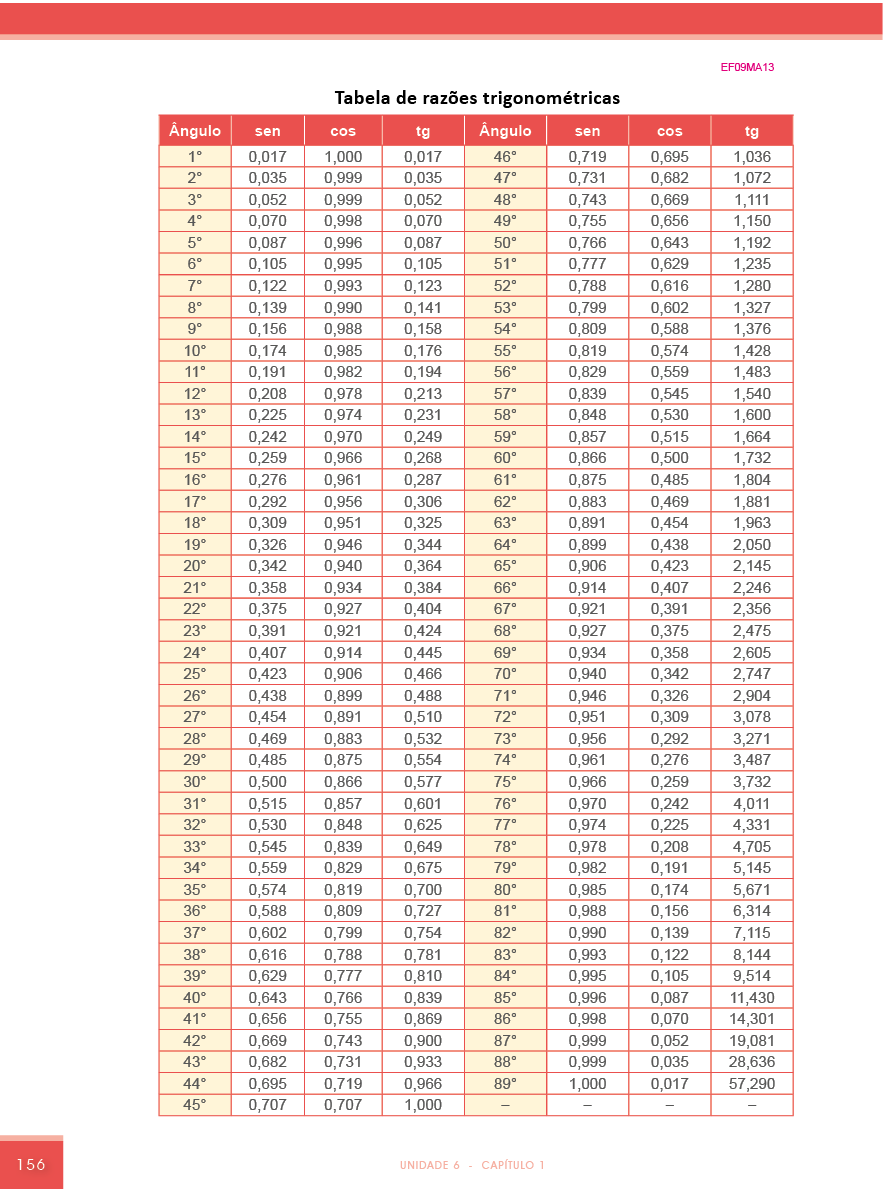 EF09MA13
Tabela de razões trigonométricas
Ângulo sen cos tg Ângulo sen cos tg
1° 0,017 1,000 0,017 46° 0,719 0,695 1,036
2° 0,035 0,999 0,035 47° 0,731 0,682 1,072
3° 0,052 0,999 0,052 48° 0,743 0,669 1,111
4° 0,070 0,998 0,070 49° 0,755 0,656 1,150
5° 0,087 0,996 0,087 50° 0,766 0,643 1,192
6° 0,105 0,995 0,105 51° 0,777 0,629 1,235
7° 0,122 0,993 0,123 52° 0,788 0,616 1,280
8° 0,139 0,990 0,141 53° 0,799 0,602 1,327
9° 0,156 0,988 0,158 54° 0,809 0,588 1,376
10° 0,174 0,985 0,176 55° 0,819 0,574 1,428
11° 0,191 0,982 0,194 56° 0,829 0,559 1,483
12° 0,208 0,978 0,213 57° 0,839 0,545 1,540
13° 0,225 0,974 0,231 58° 0,848 0,530 1,600
14° 0,242 0,970 0,249 59° 0,857 0,515 1,664
15° 0,259 0,966 0,268 60° 0,866 0,500 1,732
16° 0,276 0,961 0,287 61° 0,875 0,485 1,804
17° 0,292 0,956 0,306 62° 0,883 0,469 1,881
18° 0,309 0,951 0,325 63° 0,891 0,454 1,963
19° 0,326 0,946 0,344 64° 0,899 0,438 2,050
20° 0,342 0,940 0,364 65° 0,906 0,423 2,145
21° 0,358 0,934 0,384 66° 0,914 0,407 2,246
22° 0,375 0,927 0,404 67° 0,921 0,391 2,356
23° 0,391 0,921 0,424 68° 0,927 0,375 2,475
24° 0,407 0,914 0,445 69° 0,934 0,358 2,605
25° 0,423 0,906 0,466 70° 0,940 0,342 2,747
26° 0,438 0,899 0,488 71° 0,946 0,326 2,904
27° 0,454 0,891 0,510 72° 0,951 0,309 3,078
28° 0,469 0,883 0,532 73° 0,956 0,292 3,271
29° 0,485 0,875 0,554 74° 0,961 0,276 3,487
30° 0,500 0,866 0,577 75° 0,966 0,259 3,732
31° 0,515 0,857 0,601 76° 0,970 0,242 4,011
32° 0,530 0,848 0,625 77° 0,974 0,225 4,331
33° 0,545 0,839 0,649 78° 0,978 0,208 4,705
34° 0,559 0,829 0,675 79° 0,982 0,191 5,145
35° 0,574 0,819 0,700 80° 0,985 0,174 5,671
36° 0,588 0,809 0,727 81° 0,988 0,156 6,314
37° 0,602 0,799 0,754 82° 0,990 0,139 7,115
38° 0,616 0,788 0,781 83° 0,993 0,122 8,144
39° 0,629 0,777 0,810 84° 0,995 0,105 9,514
40° 0,643 0,766 0,839 85° 0,996 0,087 11,430
41° 0,656 0,755 0,869 86° 0,998 0,070 14,301
42° 0,669 0,743 0,900 87° 0,999 0,052 19,081
43° 0,682 0,731 0,933 88° 0,999 0,035 28,636
44° 0,695 0,719 0,966 89° 1,000 0,017 57,290
45° 0,707 0,707 1,000 – – – –
156 UNIDADE 6 - CAPÍTULO 1